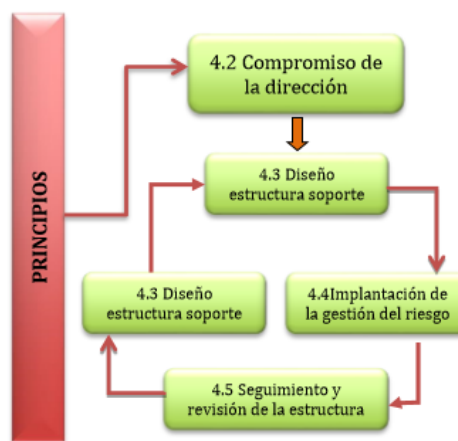 PRINCIPIOS
4.2 Compromiso de
la dirección
4.3 Diseño
estructura soporte
4.3 Diseño
estructura soporte
4.4Implantación de
la gestión del riesgo
4.5 Seguimiento y
revisión de la estructura